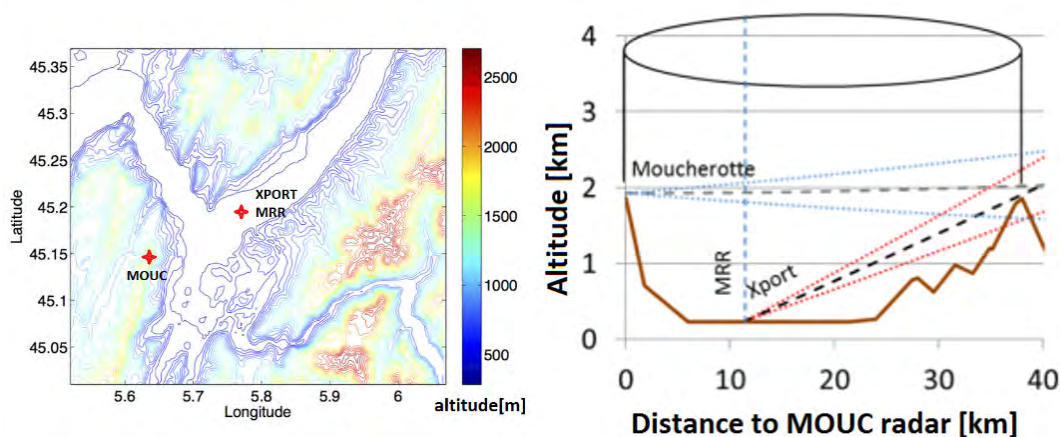 45.35
45.3
45.25
45.2
45.15
45.1
45.05
Latitude
XPORT
MRR
MOUC
5.6
5.7
5.8
5.9
6
Longitude
2500
2000
1500
1000
500
altitude[m]
4
3
2
1
0
Altitude [km]
Moucherotte
MRR
Xport
0
10
20
30
40
Distance to MOUC radar [km]